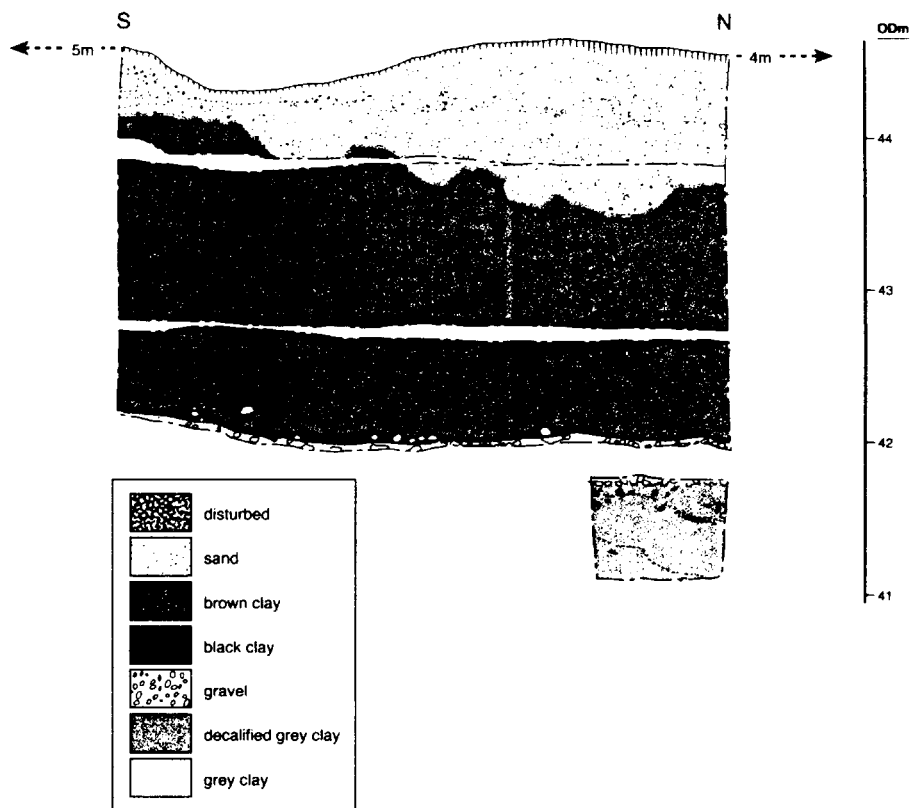 S
N
ODm
5m
4m
44
43
42
41
disturbed
sand
brown clay
black clay
gravel
decalified grey clay
grey clay